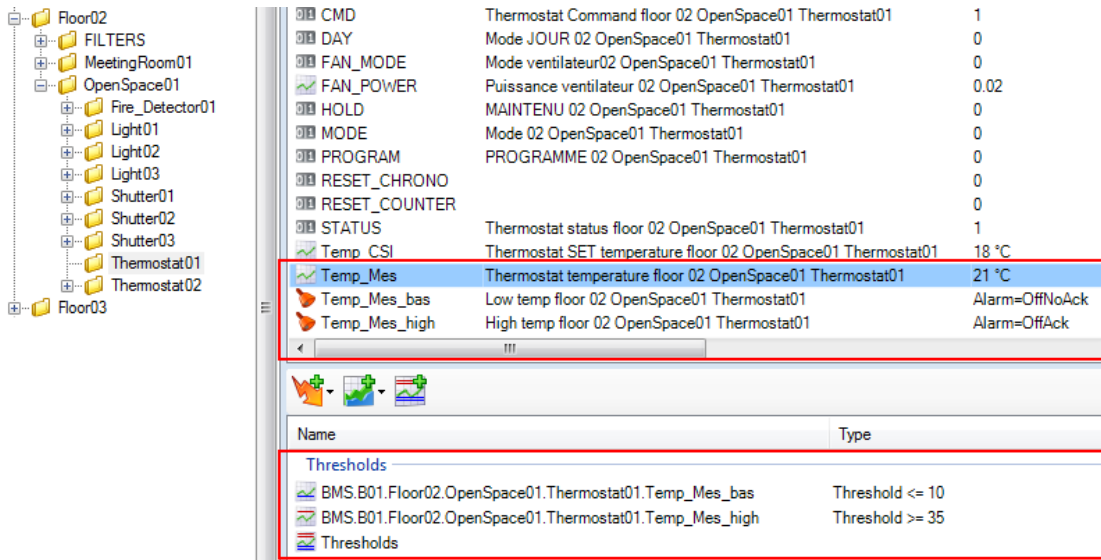 Floor02
FILTERS
MeetingRoom01
OpenSpace01
Fire_Detector01
Light01
Light02
Light03
Shutter01
Shutter02
Shutter03
Thermostat01
Thermostat02
Floor03
CMD Thermostat Command floor 02 OpenSpace01 Thermostat01 1
DAY Mode JOUR 02 OpenSpace01 Thermostat01 0
FAN_MODE Mode ventilateur02 OpenSpace01 Thermostat01 0
FAN_POWER Puissance ventilateur 02 OpenSpace01 Thermostat01 0.02
HOLD MAINTENU 02 OpenSpace01 Thermostat01 0
MODE Mode 02 OpenSpace01 Thermostat01 0
PROGRAM PROGRAMME 02 OpenSpace01 Thermostat01 0
RESET_CHRONO 0
RESET_COUNTER 0
STATUS Thermostat status floor 02 OpenSpace01 Thermostat01 1
Temp_CSI Thermostat SET temperature floor 02 OpenSpace01 Thermostat01 18 °C
Temp_Mes Thermostat temperature floor 02 OpenSpace01 Thermostat01 21 °C
Temp_Mes_bas Low temp floor 02 OpenSpace01 Thermostat01 Alarm=OffNoAck
Temp_Mes_high High temp floor 02 OpenSpace01 Thermostat01 Alarm=OffAck
Name Type
Thresholds
BMS.B01.Floor02.OpenSpace01.Thermostat01.Temp_Mes_bas Threshold <= 10
BMS.B01.Floor02.OpenSpace01.Thermostat01.Temp_Mes_high Threshold >= 35
Thresholds